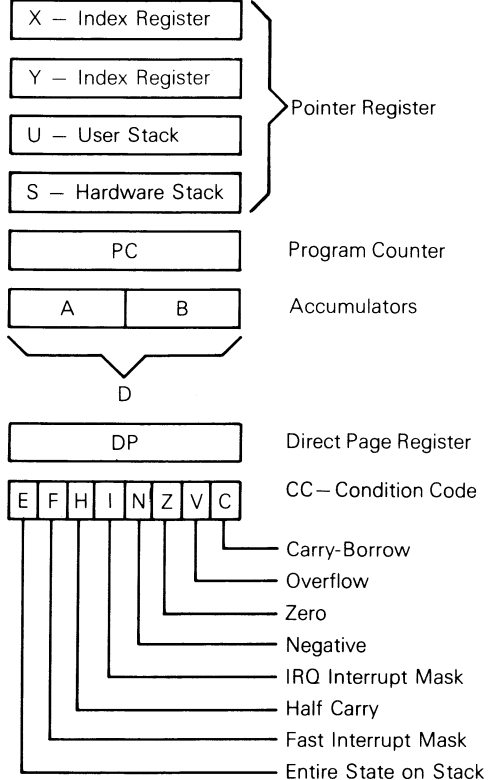 X – Index Register
Y – Index Register
Pointer Register
U – User Stack
S – Hardware Stack
PC
Program Counter
A
B
Accumulators
D
DP
Direct Page Register
CC–Condition Code
E F H I N Z V C
Carry-Borrow
Overflow
Zero
Negative
IRQ Interrupt Mask
Half Carry
Fast Interrupt Mask
Entire State on Stack